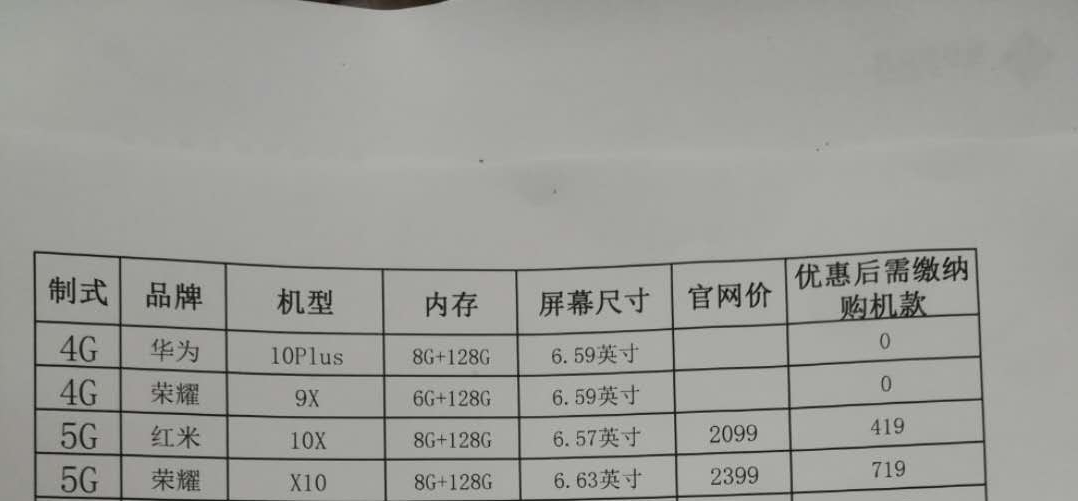 制式 品牌 机型 内存 屏幕尺寸 官网价 优惠后需缴纳
购机款
4G 华为 10Plus 8G+128G 6.59英寸 0
4G 荣耀 9X 6G+128G 6.59英寸 0
5G 红米 10X 8G+128G 6.57英寸 2099 419
5G 荣耀 X10 8G+128G 6.63英寸 2399 719